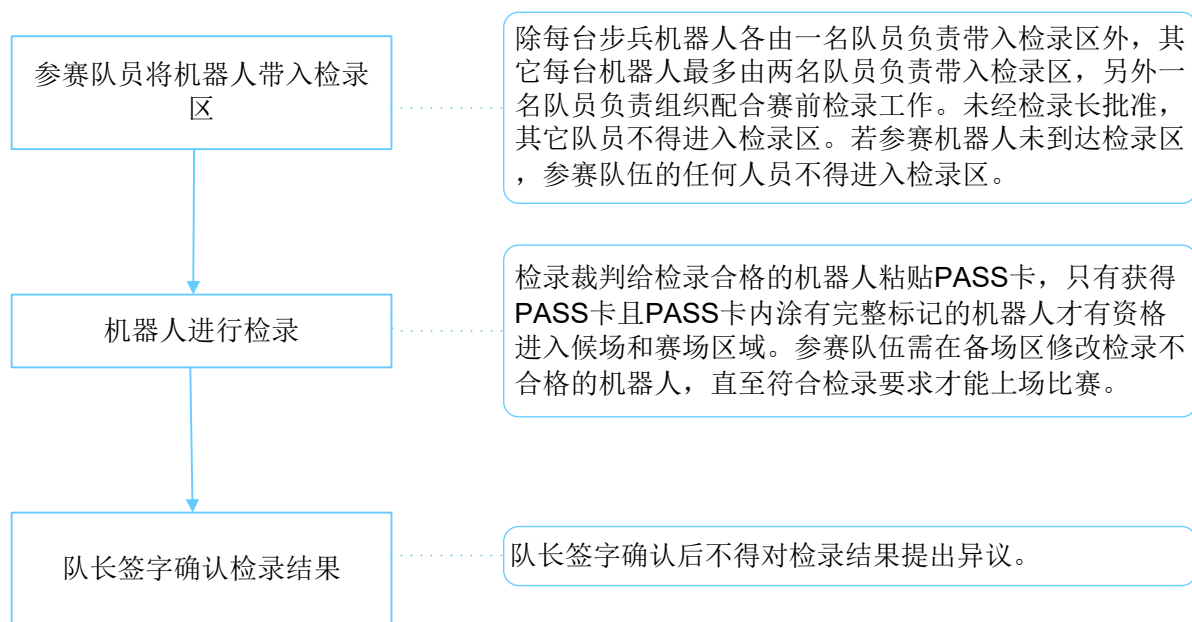 参赛队员将机器人带入检录
区
除每台步兵机器人各由一名队员负责带入检录区外，其
它每台机器人最多由两名队员负责带入检录区，另外一
名队员负责组织配合赛前检录工作。未经检录长批准，
其它队员不得进入检录区。若参赛机器人未到达检录区
，参赛队伍的任何人员不得进入检录区。
机器人进行检录
检录裁判给检录合格的机器人粘贴PASS卡，只有获得
PASS卡且PASS卡内涂有完整标记的机器人才有资格
进入候场和赛场区域。参赛队伍需在备场区修改检录不
合格的机器人，直至符合检录要求才能上场比赛。
队长签字确认检录结果
队长签字确认后不得对检录结果提出异议。